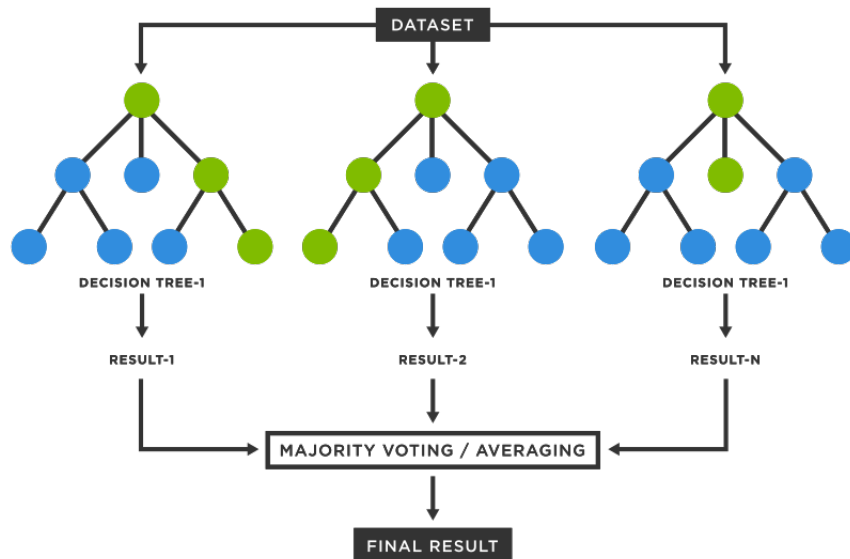 DATASET
DECISION TREE-1
DECISION TREE-1
DECISION TREE-1
RESULT-1
RESULT-2
RESULT-N
MAJORITY VOTING / AVERAGING
FINAL RESULT